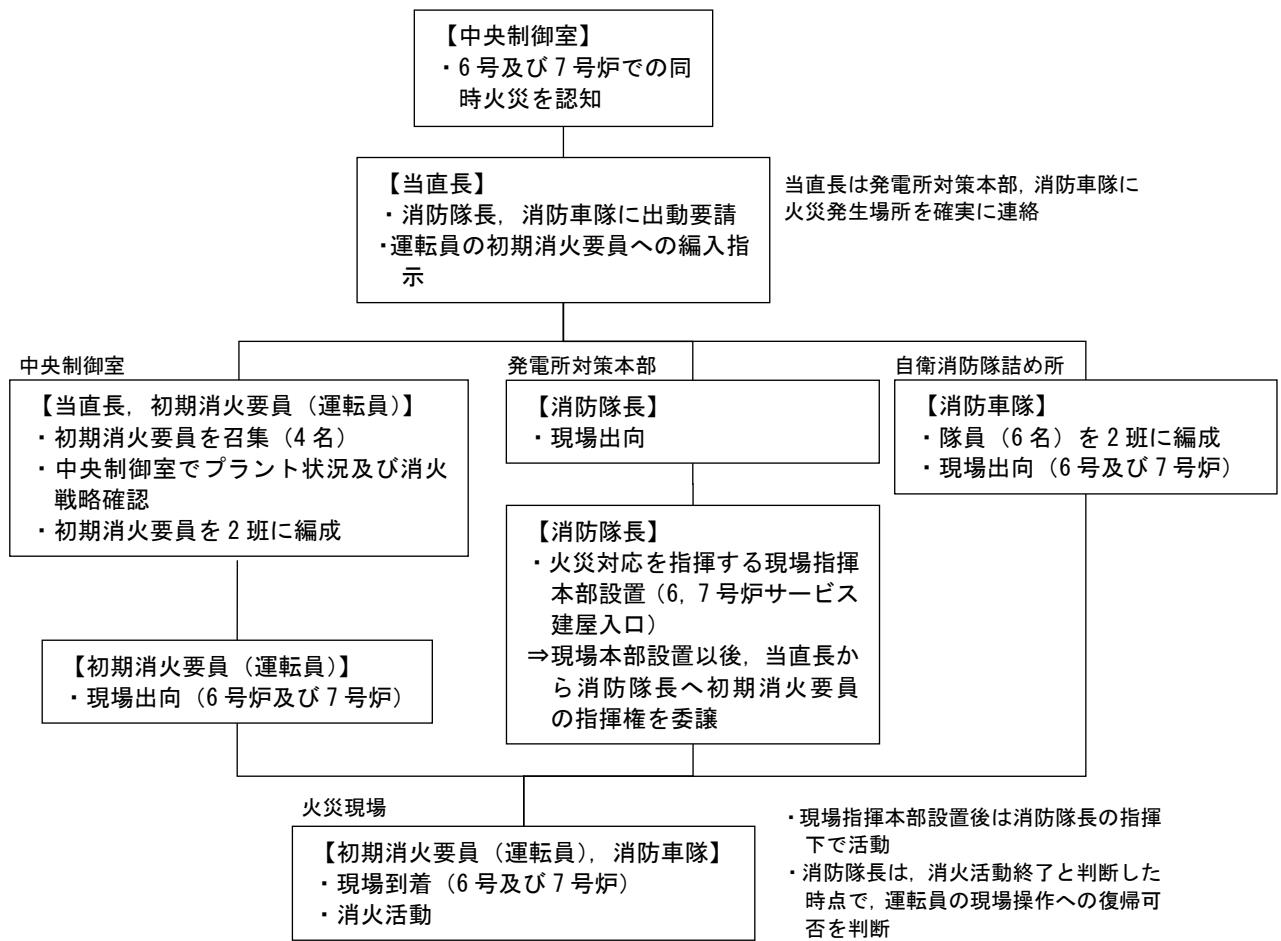 【中央制御室】
・6号及び7号炉での同
時火災を認知
【当直長】
・消防隊長，消防車隊に出動要請
・運転員の初期消火要員への編入指
示
当直長は発電所対策本部，消防車隊に
火災発生場所を確実に連絡
中央制御室
【当直長，初期消火要員（運転員）】
・初期消火要員を召集（4名）
・中央制御室でプラント状況及び消火
戦略確認
・初期消火要員を2班に編成
【初期消火要員（運転員）】
・現場出向（6号炉及び7号炉）
発電所対策本部
【消防隊長】
・現場出向
【消防隊長】
・火災対応を指揮する現場指揮
本部設置（6，7号炉サービス
建屋入口）
⇒現場本部設置以後，当直長か
ら消防隊長へ初期消火要員
の指揮権を委譲
自衛消防隊詰め所
【消防車隊】
・隊員（6名）を2班に編成
・現場出向（6号及び7号炉）
火災現場
【初期消火要員（運転員），消防車隊】
・現場到着（6号及び7号炉）
・消火活動
・現場指揮本部設置後は消防隊長の指揮
下で活動
・消防隊長は，消火活動終了と判断した
時点で，運転員の現場操作への復帰可
否を判断